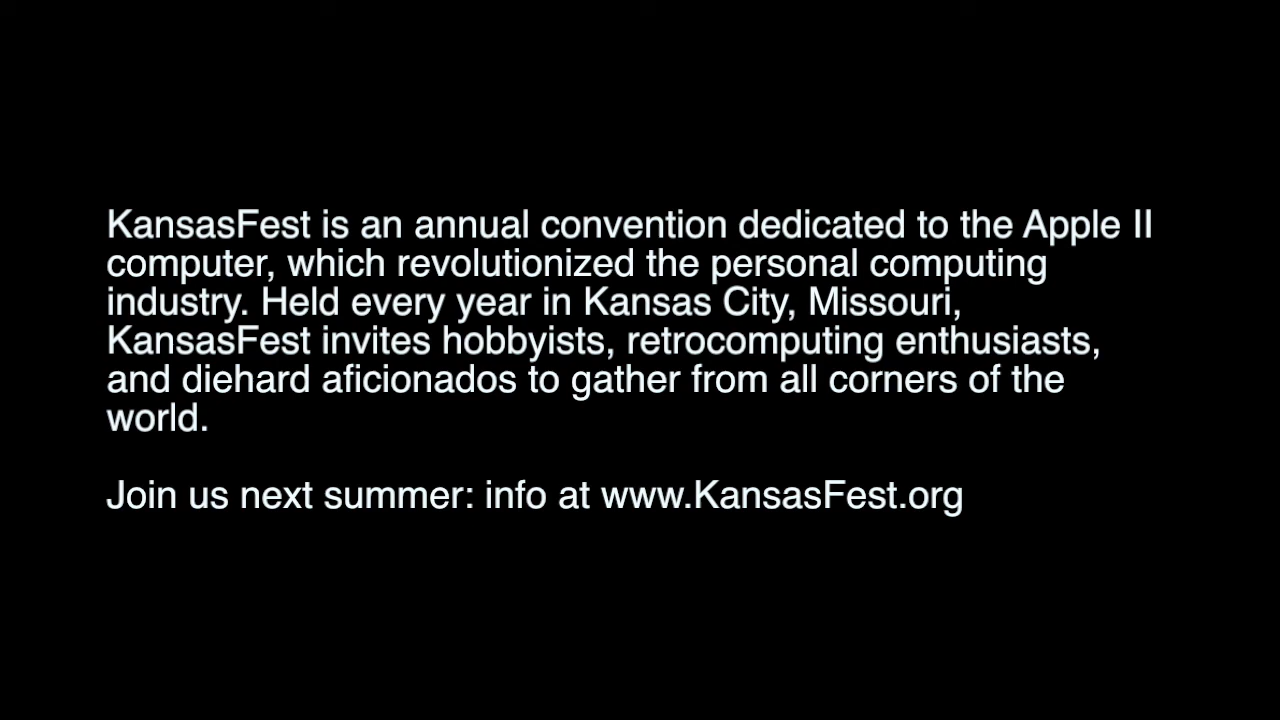 KansasFest is an annual convention dedicated to the Apple II
computer, which revolutionized the personal computing
industry. Held every year in Kansas City, Missouri,
KansasFest invites hobbyists, retrocomputing enthusiasts,
and diehard aficionados to gather from all corners of the
world.
Join us next summer: info at www.KansasFest.org